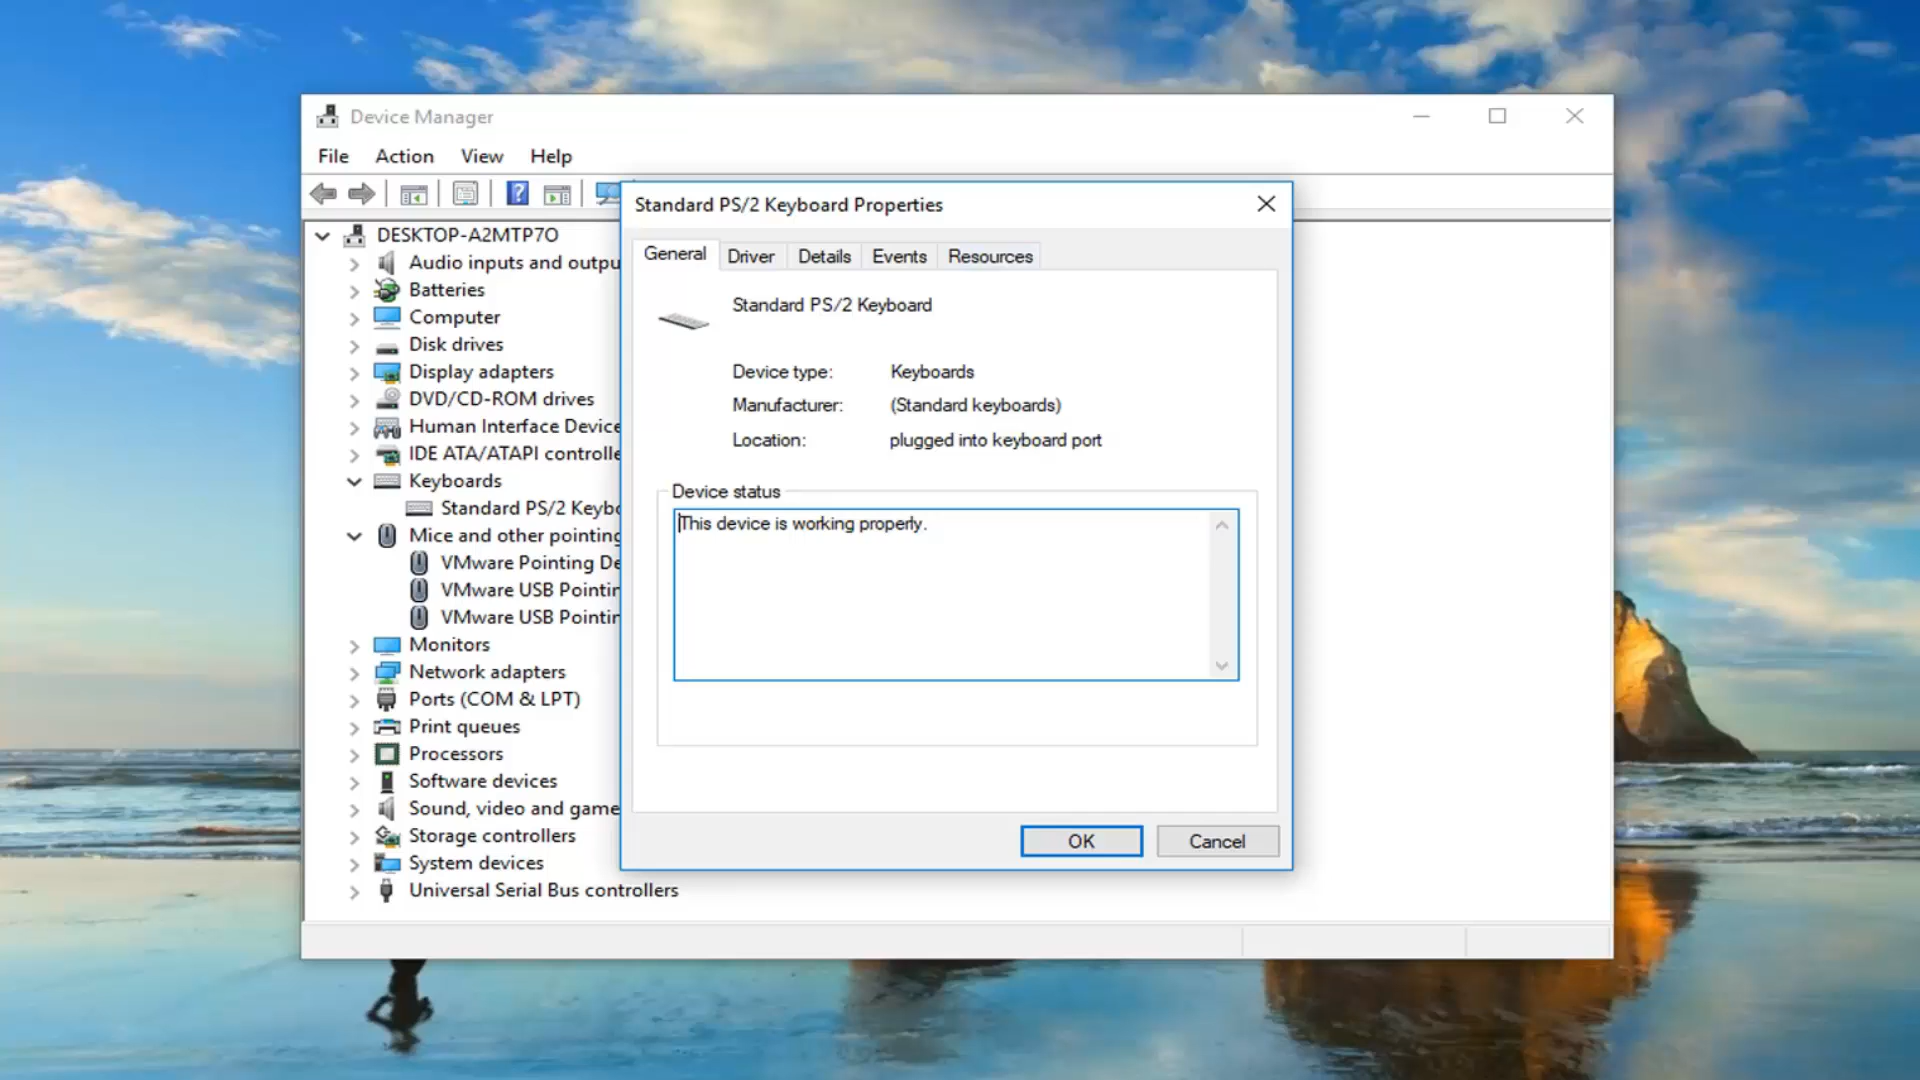 Device Manager
File Action View Help
DESKTOP-A2MTP7O
Audio inputs and outpu
Batteries
Computer
Disk drives
Display adapters
DVD/CD-ROM drives
Human Interface Device
IDE ATA/ATAPI controlle
Keyboards
Standard PS/2 Keybo
Mice and other pointing
VMware Pointing De
VMware USB Pointin
VMware USB Pointin
Monitors
Network adapters
Ports (COM & LPT)
Print queues
Processors
Software devices
Sound, video and game
Storage controllers
System devices
Universal Serial Bus controllers
Standard PS/2 Keyboard Properties
General Driver Details Events Resources
Standard PS/2 Keyboard
Device type: Keyboards
Manufacturer: (Standard keyboards)
Location: plugged into keyboard port
Device status
This device is working properly.
OK Cancel